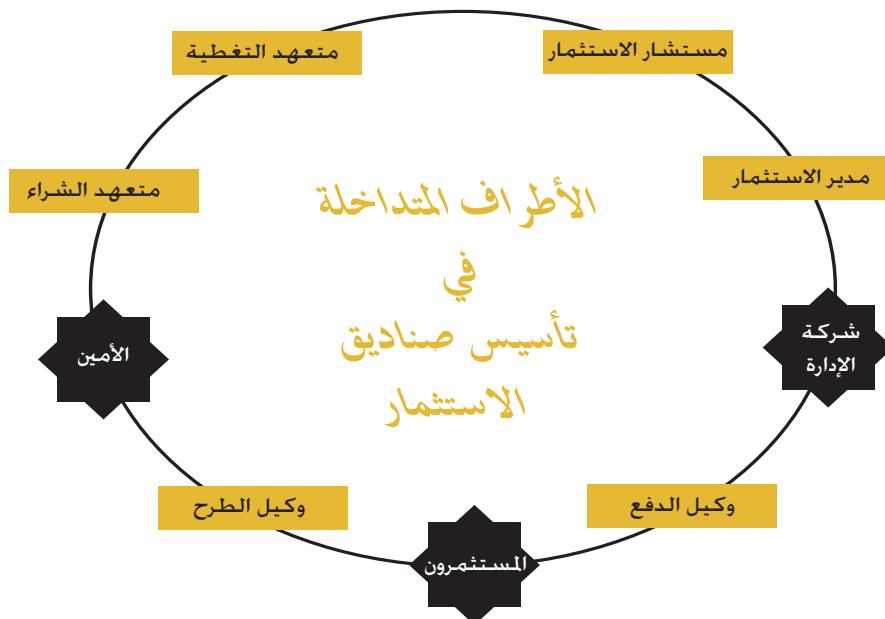 مستشار الاستثمار
متعهد التغطية
مدير الاستثمار
متعهد الشراء
الأطراف المتداخلة
في
تأسيس صناديق
الاستثمار
شركة
الإدارة
الأمين
وكيل الدفع
وكيل الطرح
المستثمرون